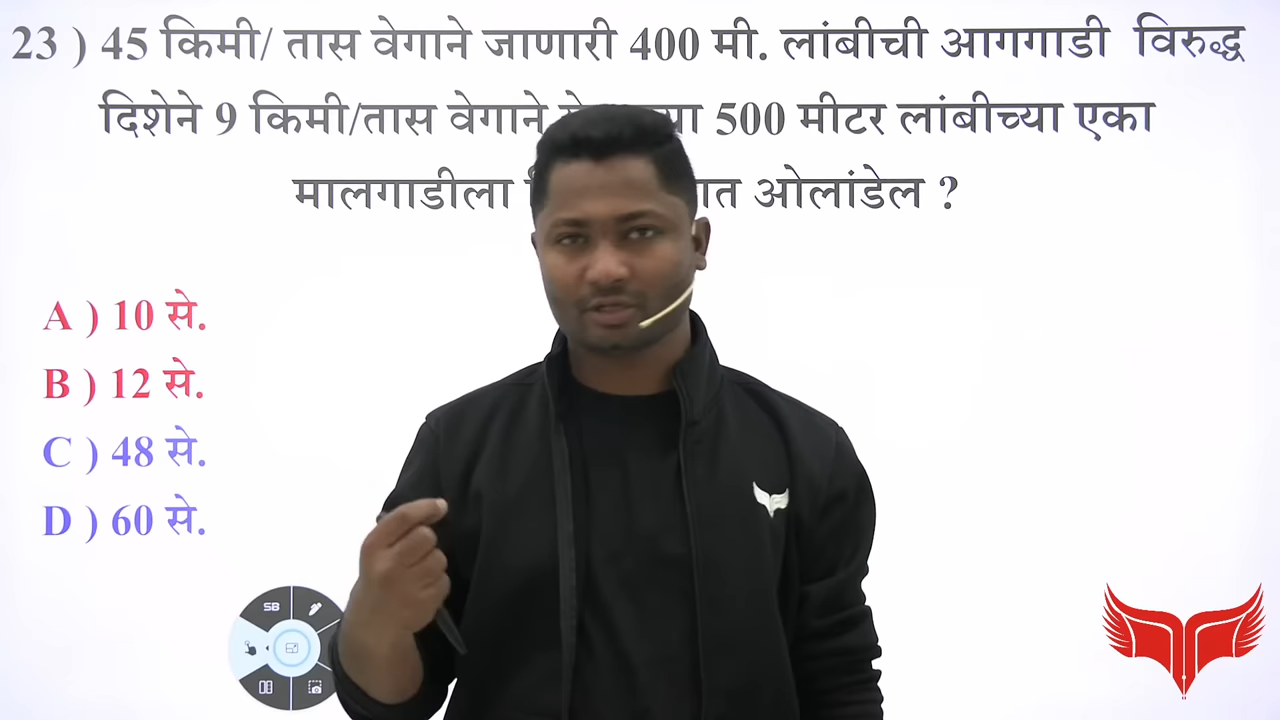 23 ) 45 किमी/ तास वेगाने जाणारी 400 मी. लांबीची आगगाडी विरुद्ध
दिशेने 9 किमी/तास वेगाने 500 मीटर लांबीच्या एका
मालगाडीला ओलांडेल ?
A ) 10 से.
B ) 12 से.
C ) 48 से.
D ) 60 से.
SB